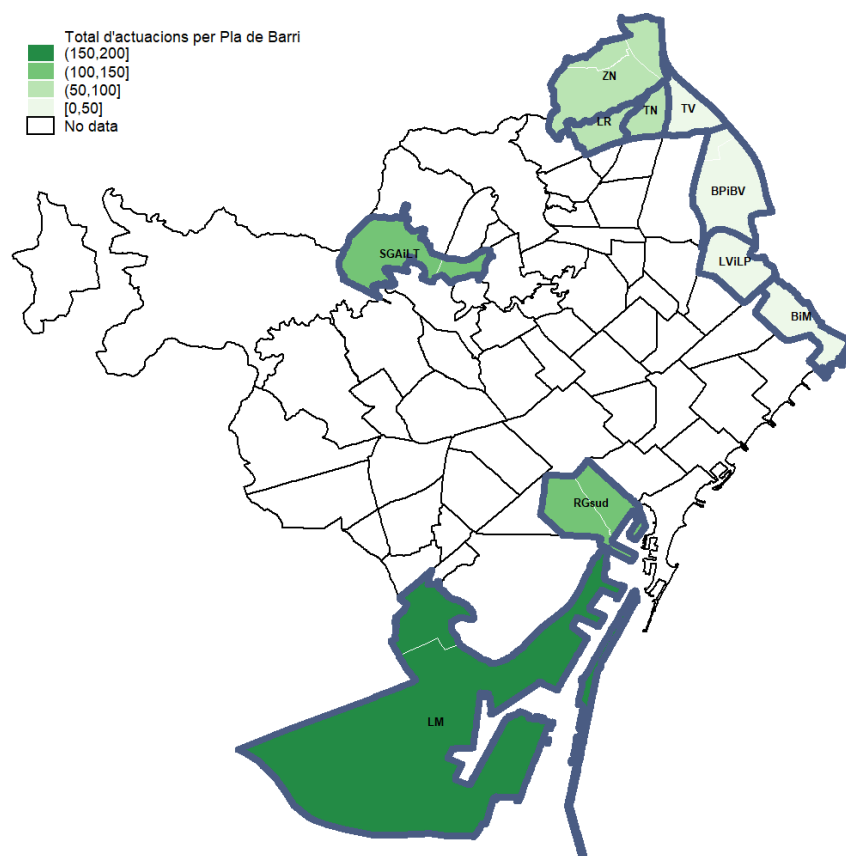 Total d'actuacions per Pla de Barri
(150,200]
(100,150]
(50,100]
[0,50]
No data
ZN
LR
TN
TV
BPiBV
SGAiLT
LViLP
BiM
RGsud
LM